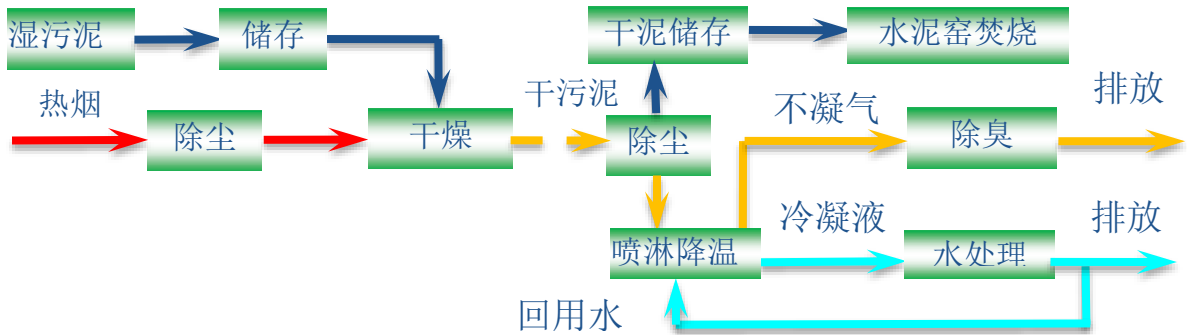 湿污泥
储存
干泥储存
水泥窑焚烧
热烟
除尘
干燥
干污泥
除尘
不凝气
除臭
排放
喷淋降温
冷凝液
水处理
排放
回用水